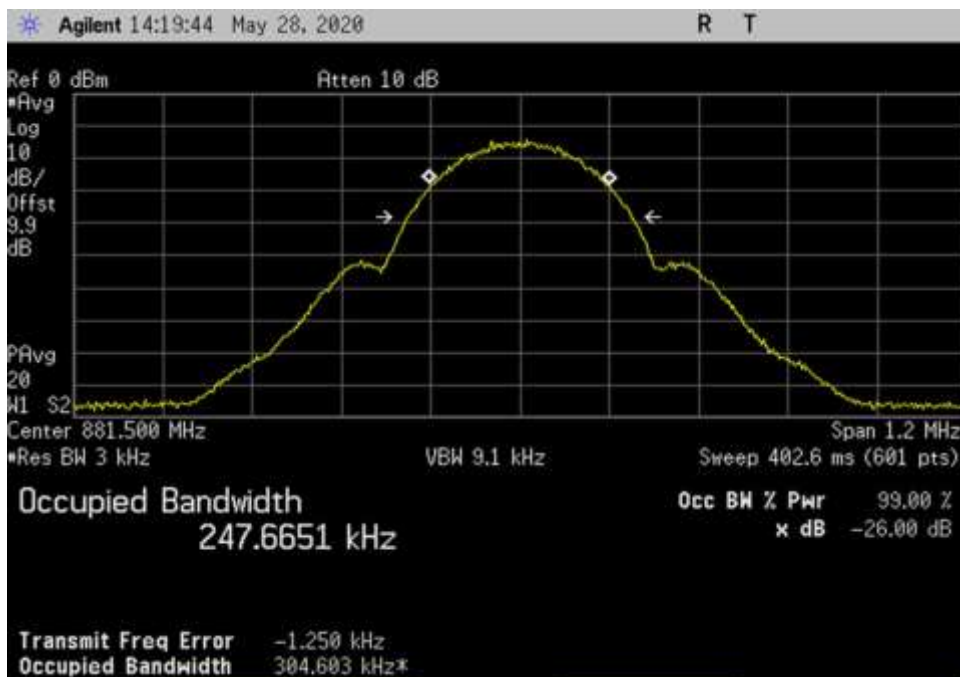 Agilent 14:19:44 May 28, 2020 R T
Ref 0 dBm Atten 10 dB
#Avg
Log
10
dB/
Offst
9.9
dB
PAvg
20
W1 S2
Center 881.500 MHz Span 1.2 MHz
#Res BW 3 kHz VBW 9.1 kHz Sweep 402.6 ms (601 pts)
Occupied Bandwidth Occ BW % Pwr 99.00 %
247.6651 kHz x dB -26.00 dB
Transmit Freq Error -1.250 kHz
Occupied Bandwidth 304.603 kHz*